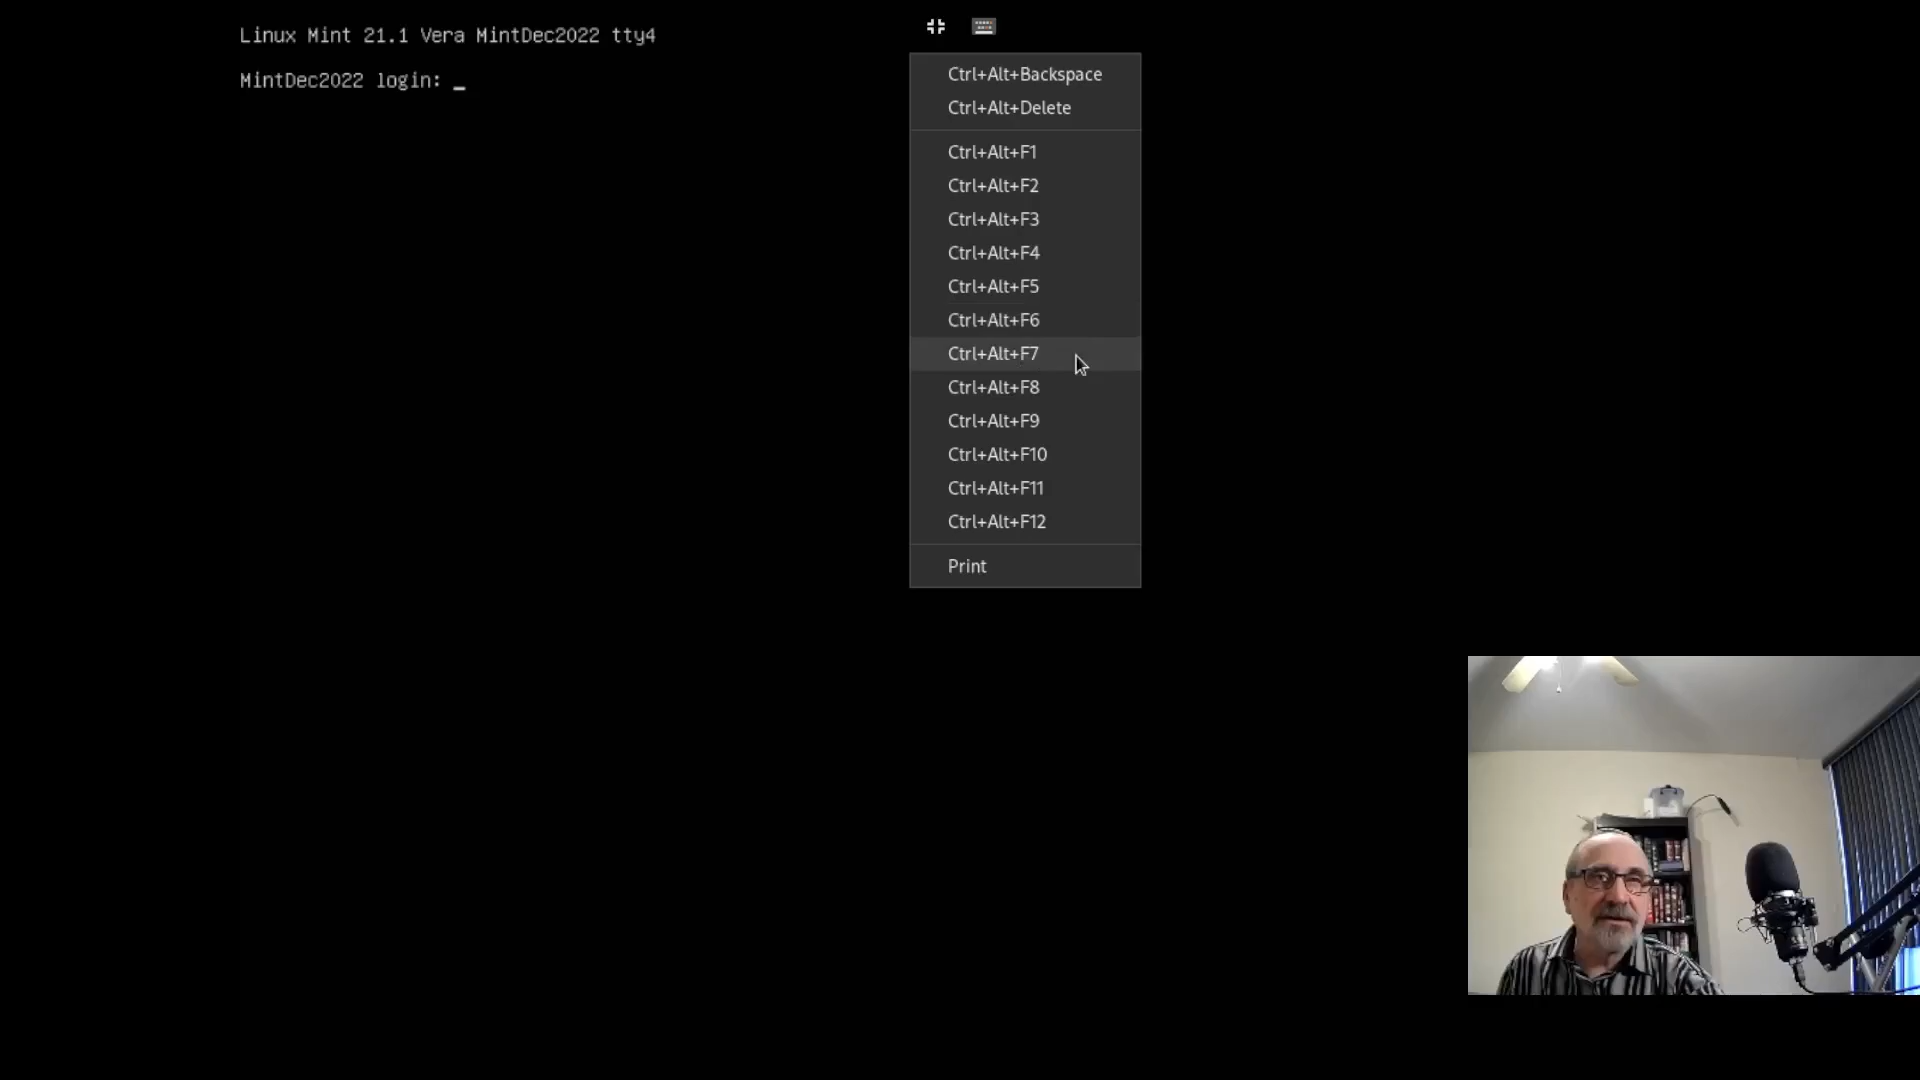 Linux Mint 21.1 Vera MintDec2022 tty4
MintDec2022 login: _
Ctrl+Alt+Backspace
Ctrl+Alt+Delete
Ctrl+Alt+F1
Ctrl+Alt+F2
Ctrl+Alt+F3
Ctrl+Alt+F4
Ctrl+Alt+F5
Ctrl+Alt+F6
Ctrl+Alt+F7
Ctrl+Alt+F8
Ctrl+Alt+F9
Ctrl+Alt+F10
Ctrl+Alt+F11
Ctrl+Alt+F12
Print